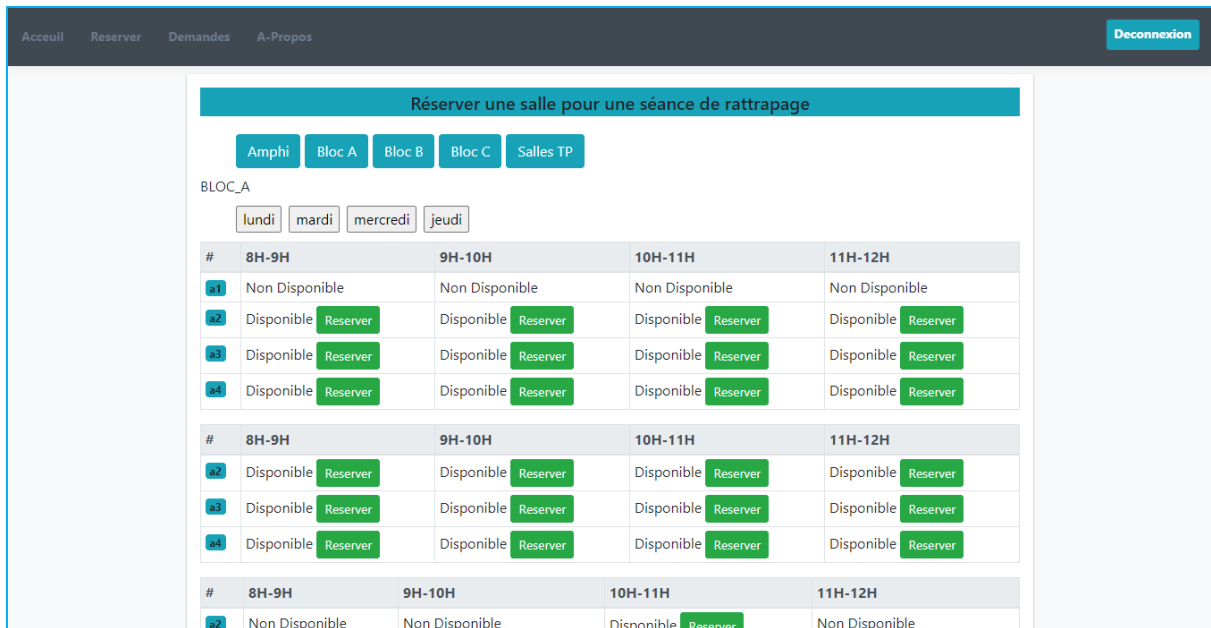 Acceuil Reserver Demandes A-Propos Deconnexion
Réserver une salle pour une séance de rattrapage
Amphi Bloc A Bloc B Bloc C Salles TP
BLOC_A
lundi mardi mercredi jeudi
# 8H-9H 9H-10H 10H-11H 11H-12H
a1 Non Disponible Non Disponible Non Disponible Non Disponible
a2 Disponible Reserver Disponible Reserver Disponible Reserver Disponible Reserver
a3 Disponible Reserver Disponible Reserver Disponible Reserver Disponible Reserver
a4 Disponible Reserver Disponible Reserver Disponible Reserver Disponible Reserver
# 8H-9H 9H-10H 10H-11H 11H-12H
a2 Disponible Reserver Disponible Reserver Disponible Reserver Disponible Reserver
a3 Disponible Reserver Disponible Reserver Disponible Reserver Disponible Reserver
a4 Disponible Reserver Disponible Reserver Disponible Reserver Disponible Reserver
# 8H-9H 9H-10H 10H-11H 11H-12H
a2 Non Disponible Non Disponible Disponible Reserver Non Disponible